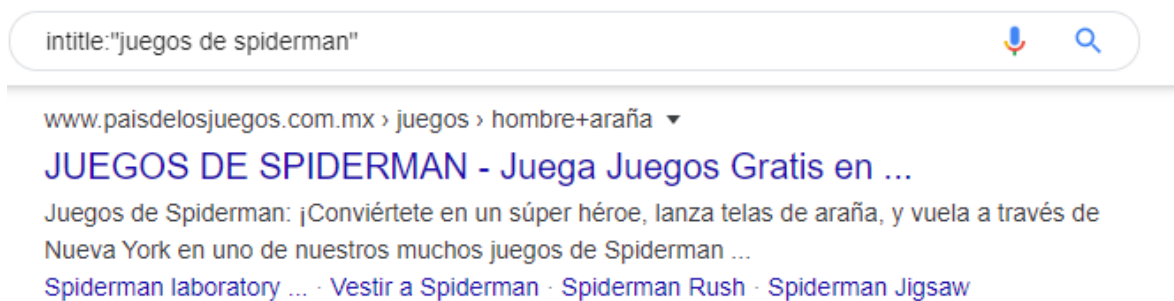 intitle:"juegos de spiderman"
www.paisdelosjuegos.com.mx › juegos › hombre+araña
JUEGOS DE SPIDERMAN - Juega Juegos Gratis en ...
Juegos de Spiderman: ¡Conviértete en un súper héroe, lanza telas de araña, y vuela a través de
Nueva York en uno de nuestros muchos juegos de Spiderman ...
Spiderman laboratory ... · Vestir a Spiderman · Spiderman Rush · Spiderman Jigsaw